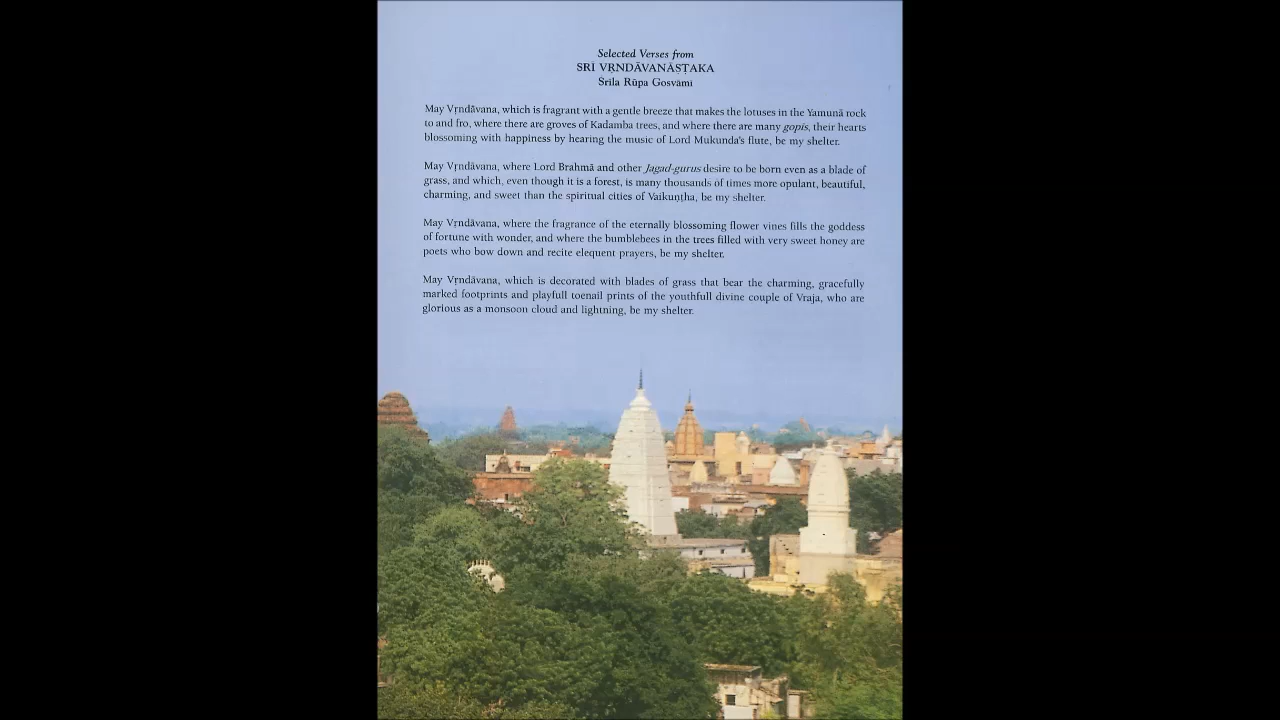 Selected Verses from
SRĪ VṚNDĀVANĀṢṬAKA
Śrīla Rūpa Gosvāmī
May Vṛndāvana, which is fragrant with a gentle breeze that makes the lotuses in the Yamunā rock
to and fro, where there are groves of Kadamba trees, and where there are many gopis, their hearts
blossoming with happiness by hearing the music of Lord Mukunda's flute, be my shelter.
May Vṛndāvana, where Lord Brahmā and other Jagad-gurus desire to be born even as a blade of
grass, and which, even though it is a forest, is many thousands of times more opulant, beautiful,
charming, and sweet than the spiritual cities of Vaikuṇṭha, be my shelter.
May Vṛndāvana, where the fragrance of the eternally blossoming flower vines fills the goddess
of fortune with wonder, and where the bumblebees in the trees filled with very sweet honey are
poets who bow down and recite elequent prayers, be my shelter.
May Vṛndāvana, which is decorated with blades of grass that bear the charming, gracefully
marked footprints and playfull toenail prints of the youthfull divine couple of Vraja, who are
glorious as a monsoon cloud and lightning, be my shelter.